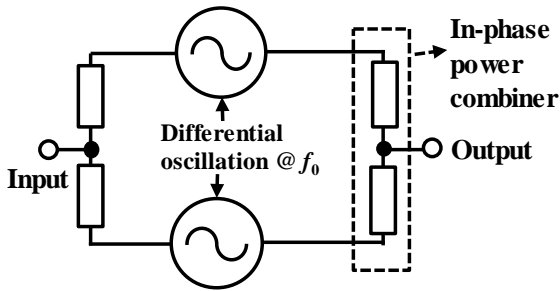 In-phase
power
combiner
Differential
oscillation @ f0
Input
Output